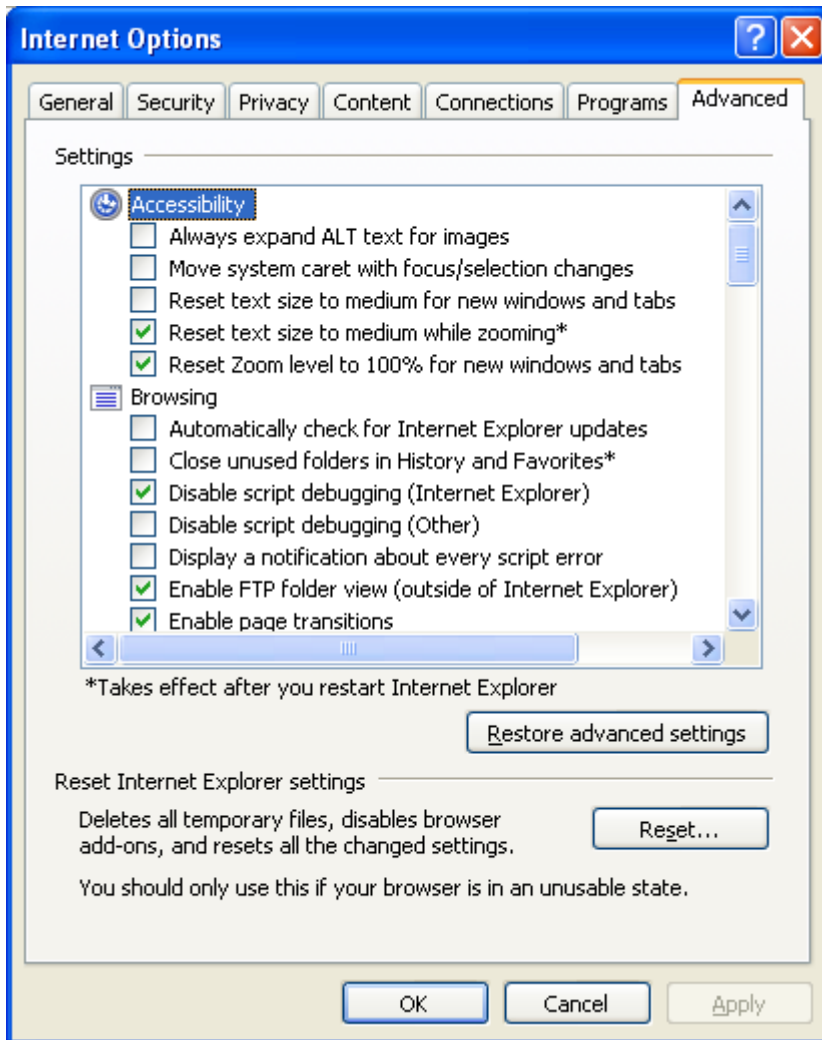 Internet Options
General Security Privacy Content Connections Programs Advanced
Settings
Accessibility
Always expand ALT text for images
Move system caret with focus/selection changes
Reset text size to medium for new windows and tabs
Reset text size to medium while zooming*
Reset Zoom level to 100% for new windows and tabs
Browsing
Automatically check for Internet Explorer updates
Close unused folders in History and Favorites*
Disable script debugging (Internet Explorer)
Disable script debugging (Other)
Display a notification about every script error
Enable FTP folder view (outside of Internet Explorer)
Enable page transitions
*Takes effect after you restart Internet Explorer
Restore advanced settings
Reset Internet Explorer settings
Deletes all temporary files, disables browser
add-ons, and resets all the changed settings.
Reset...
You should only use this if your browser is in an unusable state.
OK Cancel Apply